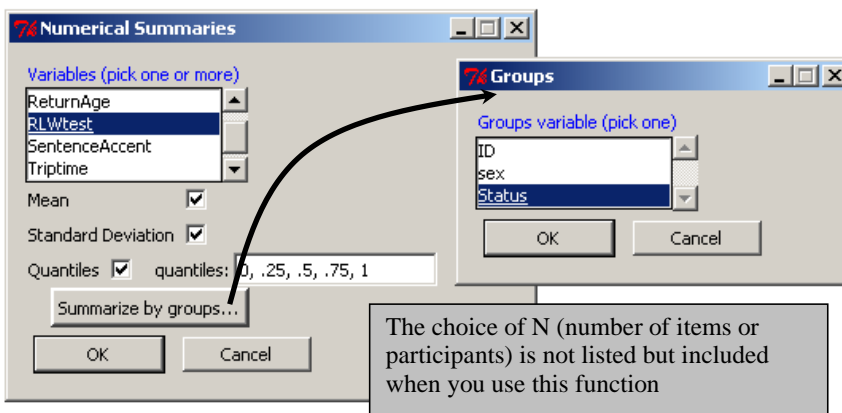 Numerical Summaries
Variables (pick one or more)
ReturnAge
RLWtest
SentenceAccent
Triptime
Mean
Standard Deviation
Quantiles quantiles: 0, .25, .5, .75, 1
Summarize by groups...
OK Cancel
Groups
Groups variable (pick one)
ID
sex
Status
OK Cancel
The choice of N (number of items or
participants) is not listed but included
when you use this function